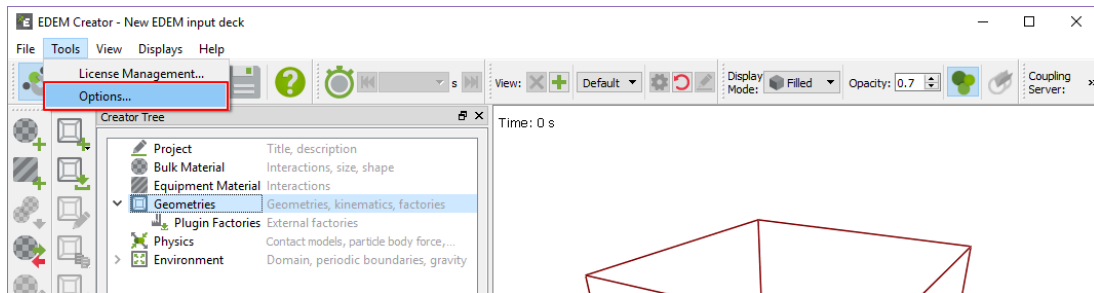 EDEM Creator - New EDEM input deck
File Tools View Displays Help
License Management...
Options...
s
View:
Default
Display Mode:
Filled
Opacity: 0.7
Coupling Server:
»
Creator Tree
Time: 0 s
Project Title, description
Bulk Material Interactions, size, shape
Equipment Material Interactions
Geometries Geometries, kinematics, factories
Plugin Factories External factories
Physics Contact models, particle body force,...
Environment Domain, periodic boundaries, gravity